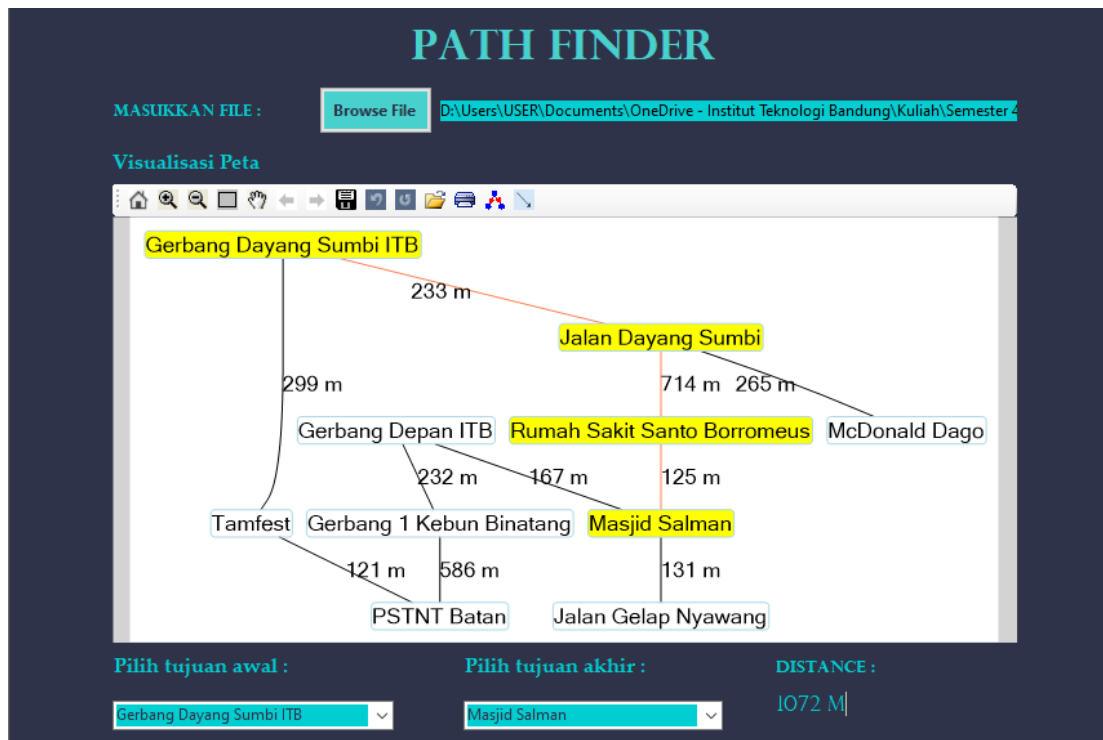 PATH FINDER
MASUKKAN FILE :
Browse File
D:\Users\USER\Documents\OneDrive - Institut Teknologi Bandung\Kuliah\Semester 4
Visualisasi Peta
Gerbang Dayang Sumbi ITB
233 m
Jalan Dayang Sumbi
299 m
714 m
265 m
Gerbang Depan ITB
Rumah Sakit Santo Borromeus
McDonald Dago
232 m
167 m
125 m
Tamfest
Gerbang 1 Kebun Binatang
Masjid Salman
121 m
586 m
131 m
PSTNT Batan
Jalan Gelap Nyawang
Pilih tujuan awal :
Pilih tujuan akhir :
DISTANCE :
Gerbang Dayang Sumbi ITB
Masjid Salman
1072 M